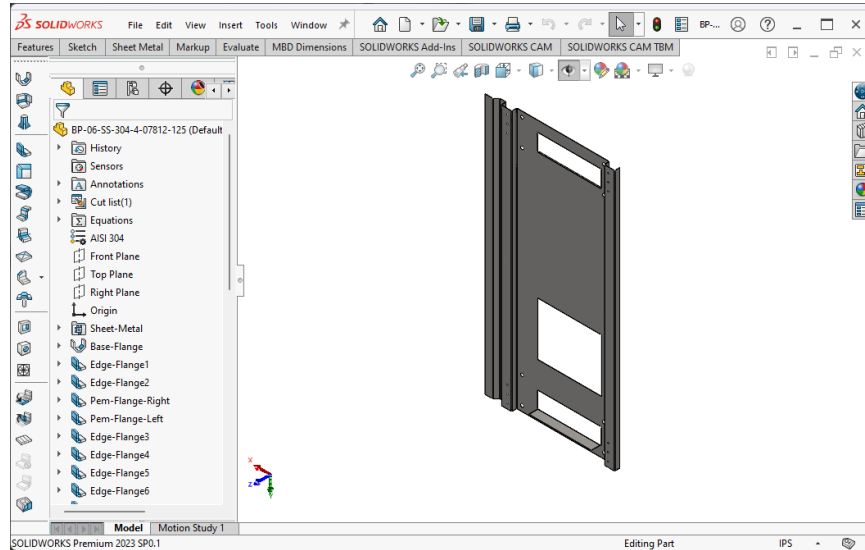 SOLIDWORKS File Edit View Insert Tools Window BP-... ?
Features Sketch Sheet Metal Markup Evaluate MBD Dimensions SOLIDWORKS Add-Ins SOLIDWORKS CAM SOLIDWORKS CAM TBM
BP-06-SS-304-4-07812-125 (Default
History
Sensors
Annotations
Cut list(1)
Equations
AISI 304
Front Plane
Top Plane
Right Plane
Origin
Sheet-Metal
Base-Flange
Edge-Flange1
Edge-Flange2
Pem-Flange-Right
Pem-Flange-Left
Edge-Flange3
Edge-Flange4
Edge-Flange5
Edge-Flange6
X
Z
Y
Model Motion Study 1
SOLIDWORKS Premium 2023 SP0.1 Editing Part IPS